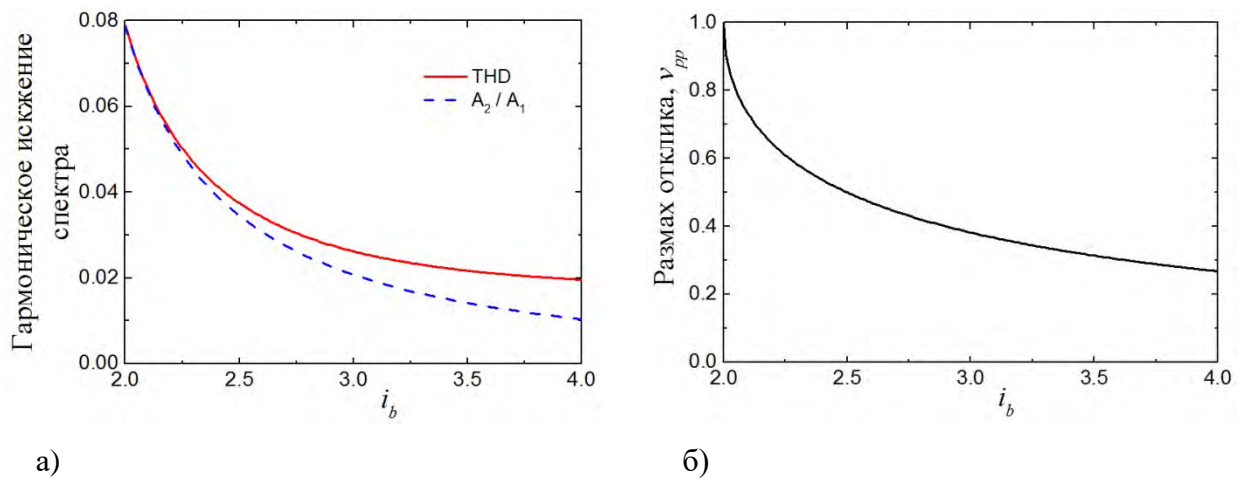 Гармоническое искжение
спектра
0.08
0.06
0.04
0.02
0.00
THD
A2 / A1
2.0 2.5 3.0 3.5 4.0
ib
а)
Размах отклика, vpp
1.0
0.8
0.6
0.4
0.2
0.0
2.0 2.5 3.0 3.5 4.0
ib
б)